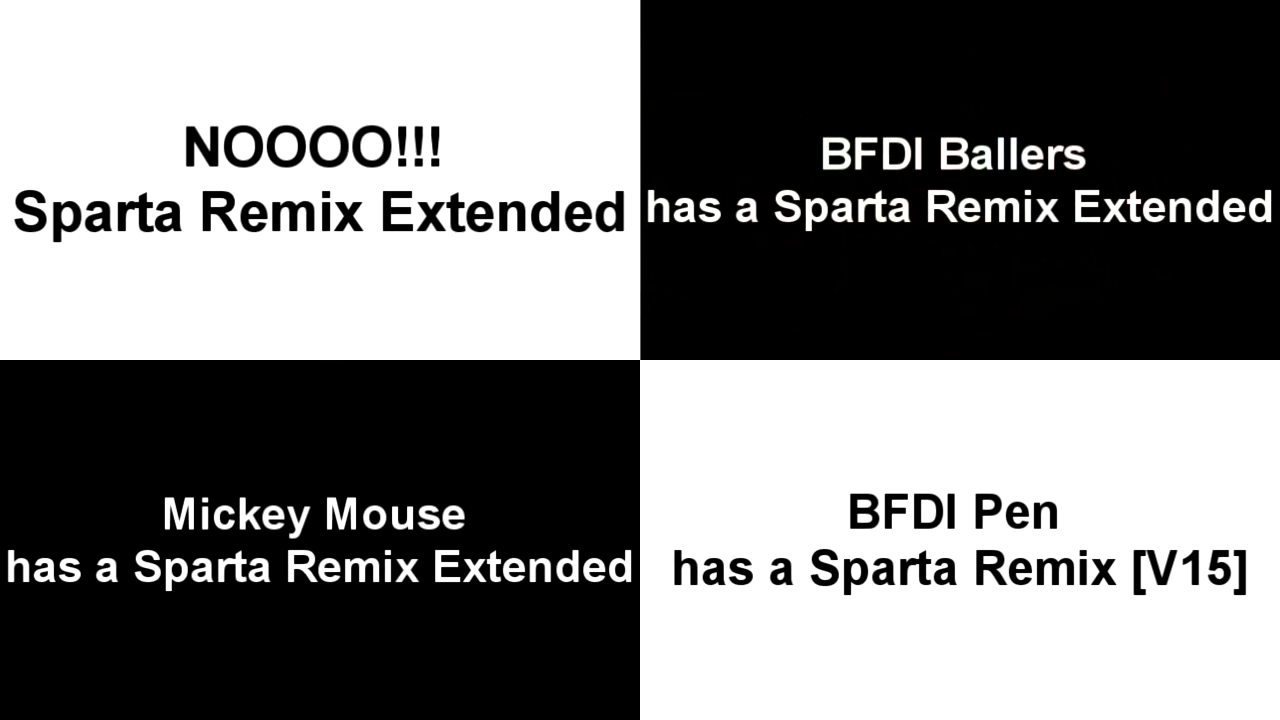 NOOOO!!!
Sparta Remix Extended
BFDI Ballers
has a Sparta Remix Extended
Mickey Mouse
has a Sparta Remix Extended
BFDI Pen
has a Sparta Remix [V15]